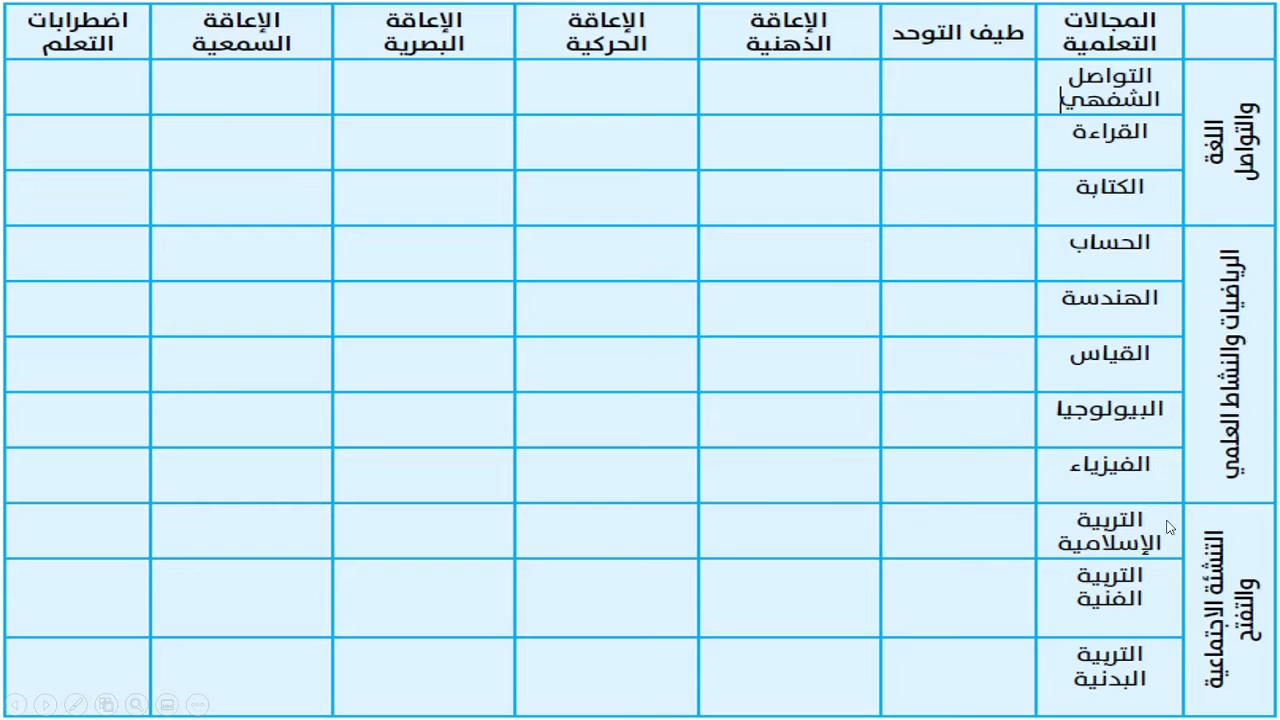 المجالات
التعلمية
طيف التوحد
الإعاقة
الذهنية
الإعاقة
الحركية
الإعاقة
البصرية
الإعاقة
السمعية
اضطرابات
التعلم
اللغة
والتواصل
التواصل
الشفهي
القراءة
الكتابة
الرياضيات والنشاط العلمي
الحساب
الهندسة
القياس
البيولوجيا
الفيزياء
التنشئة الاجتماعية
والتفتح
التربية
الإسلامية
التربية
الفنية
التربية
البدنية